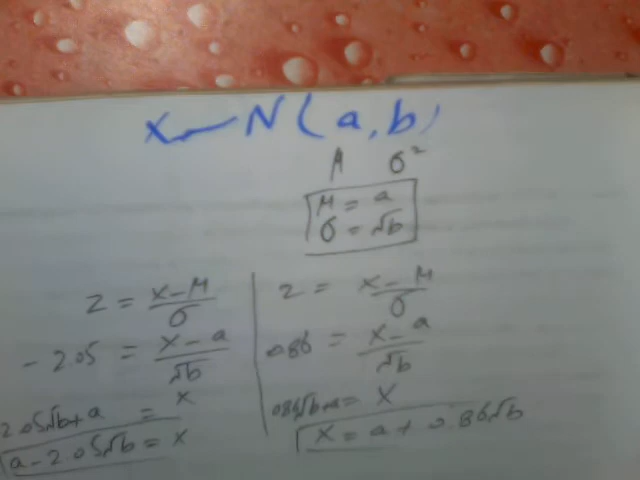 x ~ N ( a , b )
μ σ²
μ = a
σ = √b
z = x - μ / σ
- 2.05 = x - a / √b
2.05√b + a = x
a - 2.05√b = x
z = x - μ / σ
0.86 = x - a / √b
0.86√b + a = x
x = a + 0.86√b